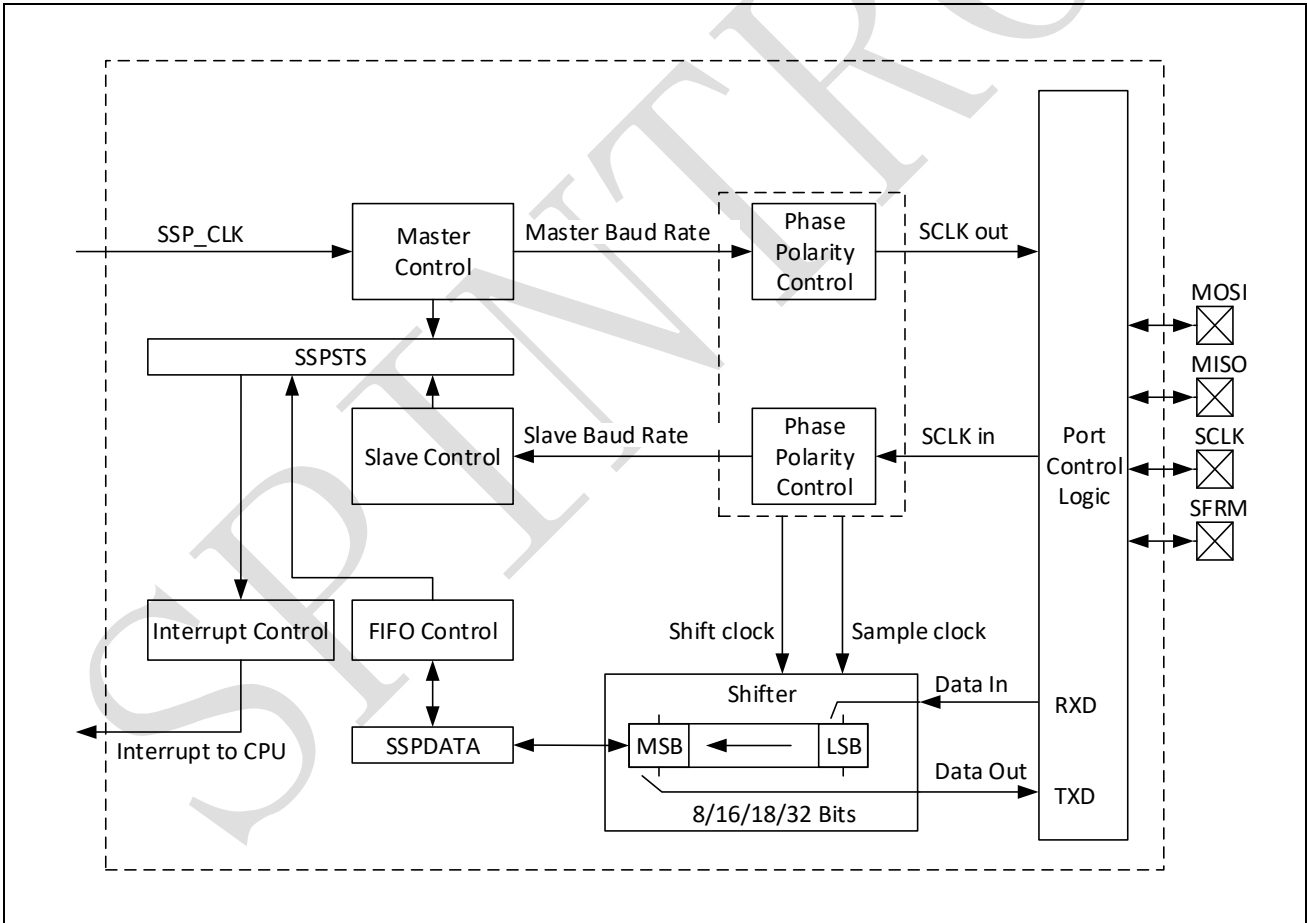 SSP_CLK
Master
Control
Master Baud Rate
Phase
Polarity
Control
SCLK out
MOSI
SSPSTS
MISO
Slave Control
Slave Baud Rate
Phase
Polarity
Control
SCLK in
Port
Control
Logic
SCLK
SFRM
Interrupt Control
FIFO Control
Shift clock
Sample clock
Shifter
Data In
RXD
Interrupt to CPU
SSPDATA
MSB
LSB
Data Out
TXD
8/16/18/32 Bits